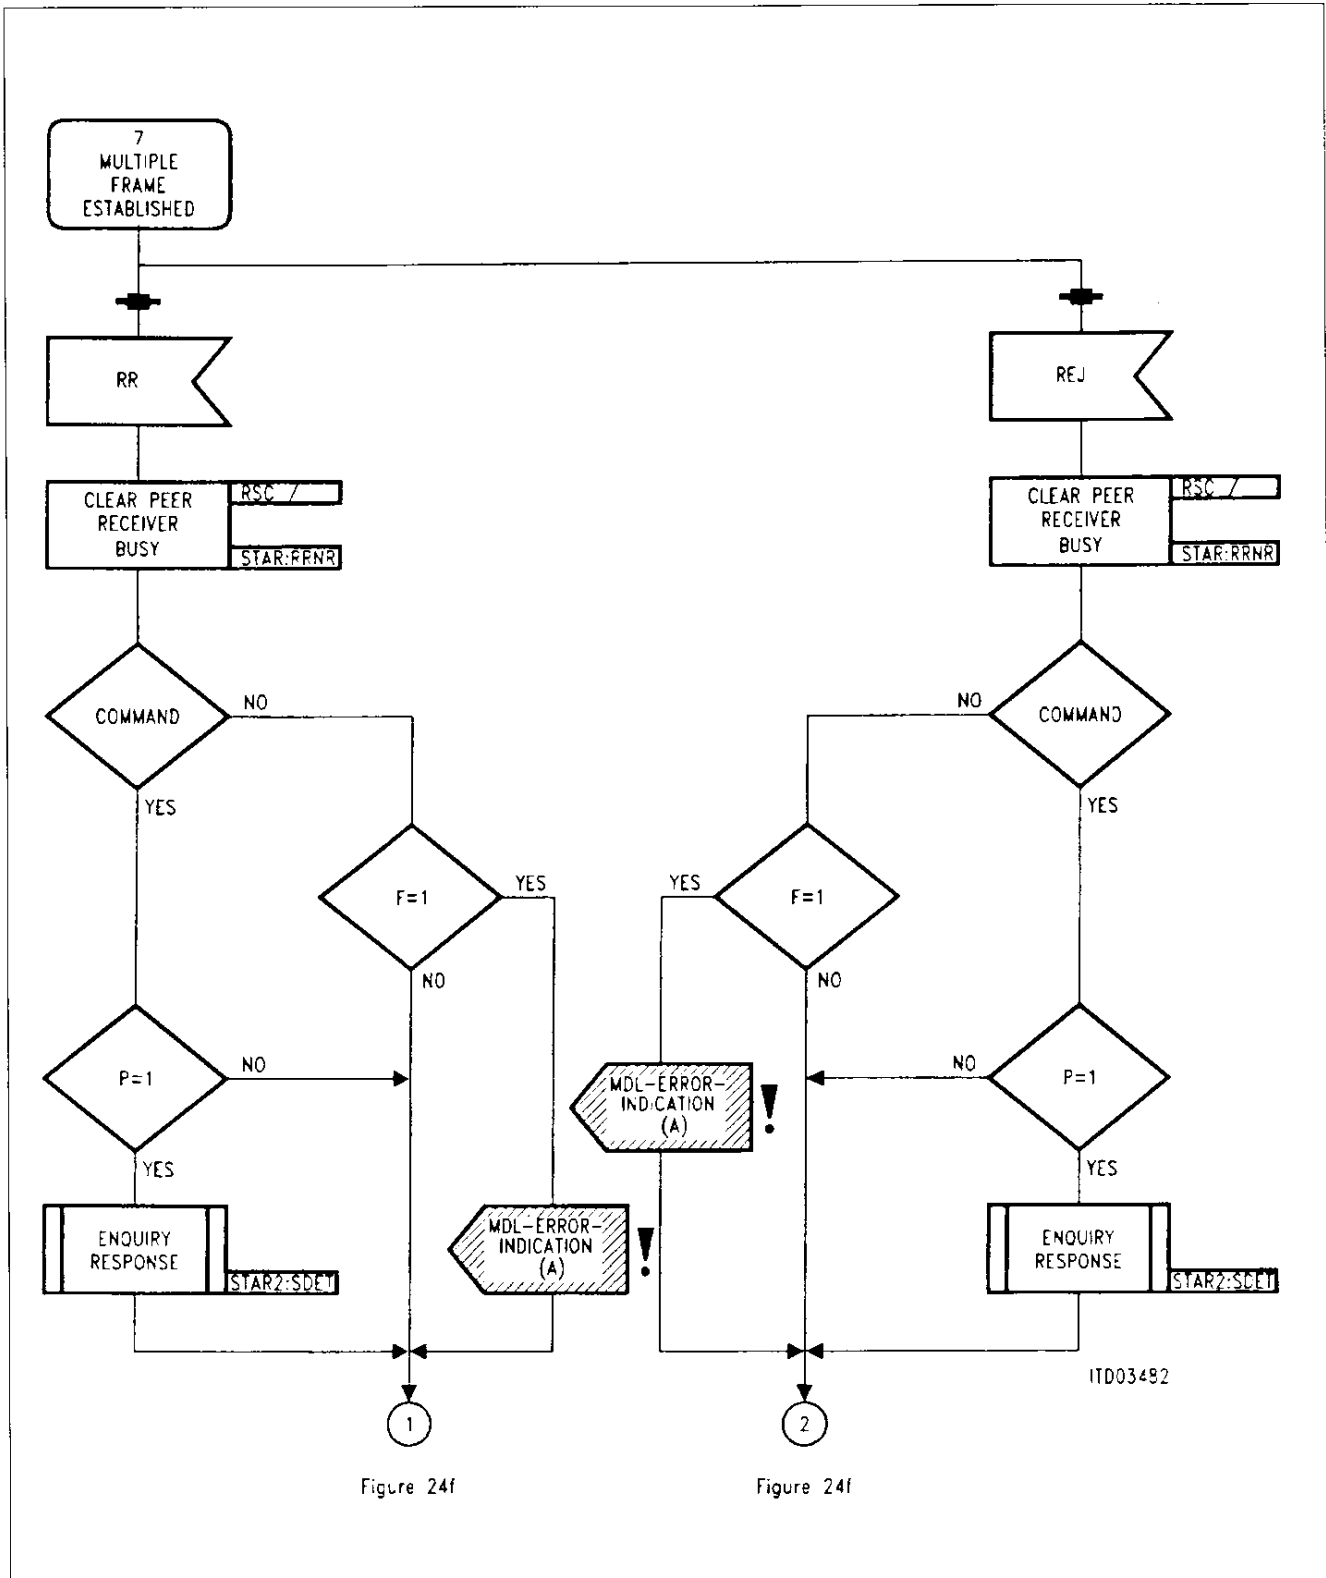 7
MULTIPLE
FRAME
ESTABLISHED
RR
REJ
CLEAR PEER
RECEIVER
BUSY
RSC /
STAR:RRNR
CLEAR PEER
RECEIVER
BUSY
RSC /
STAR:RRNR
COMMAND
NO
YES
NO
COMMAND
YES
F=1
YES
NO
YES
F=1
NO
P=1
NO
YES
MDL-ERROR-
INDICATION
(A)
!
NO
P=1
YES
ENQUIRY
RESPONSE
STAR2:SDET
MDL-ERROR-
INDICATION
(A)
!
ENQUIRY
RESPONSE
STAR2:SDET
ITD03482
1
2
Figure 24f
Figure 24f